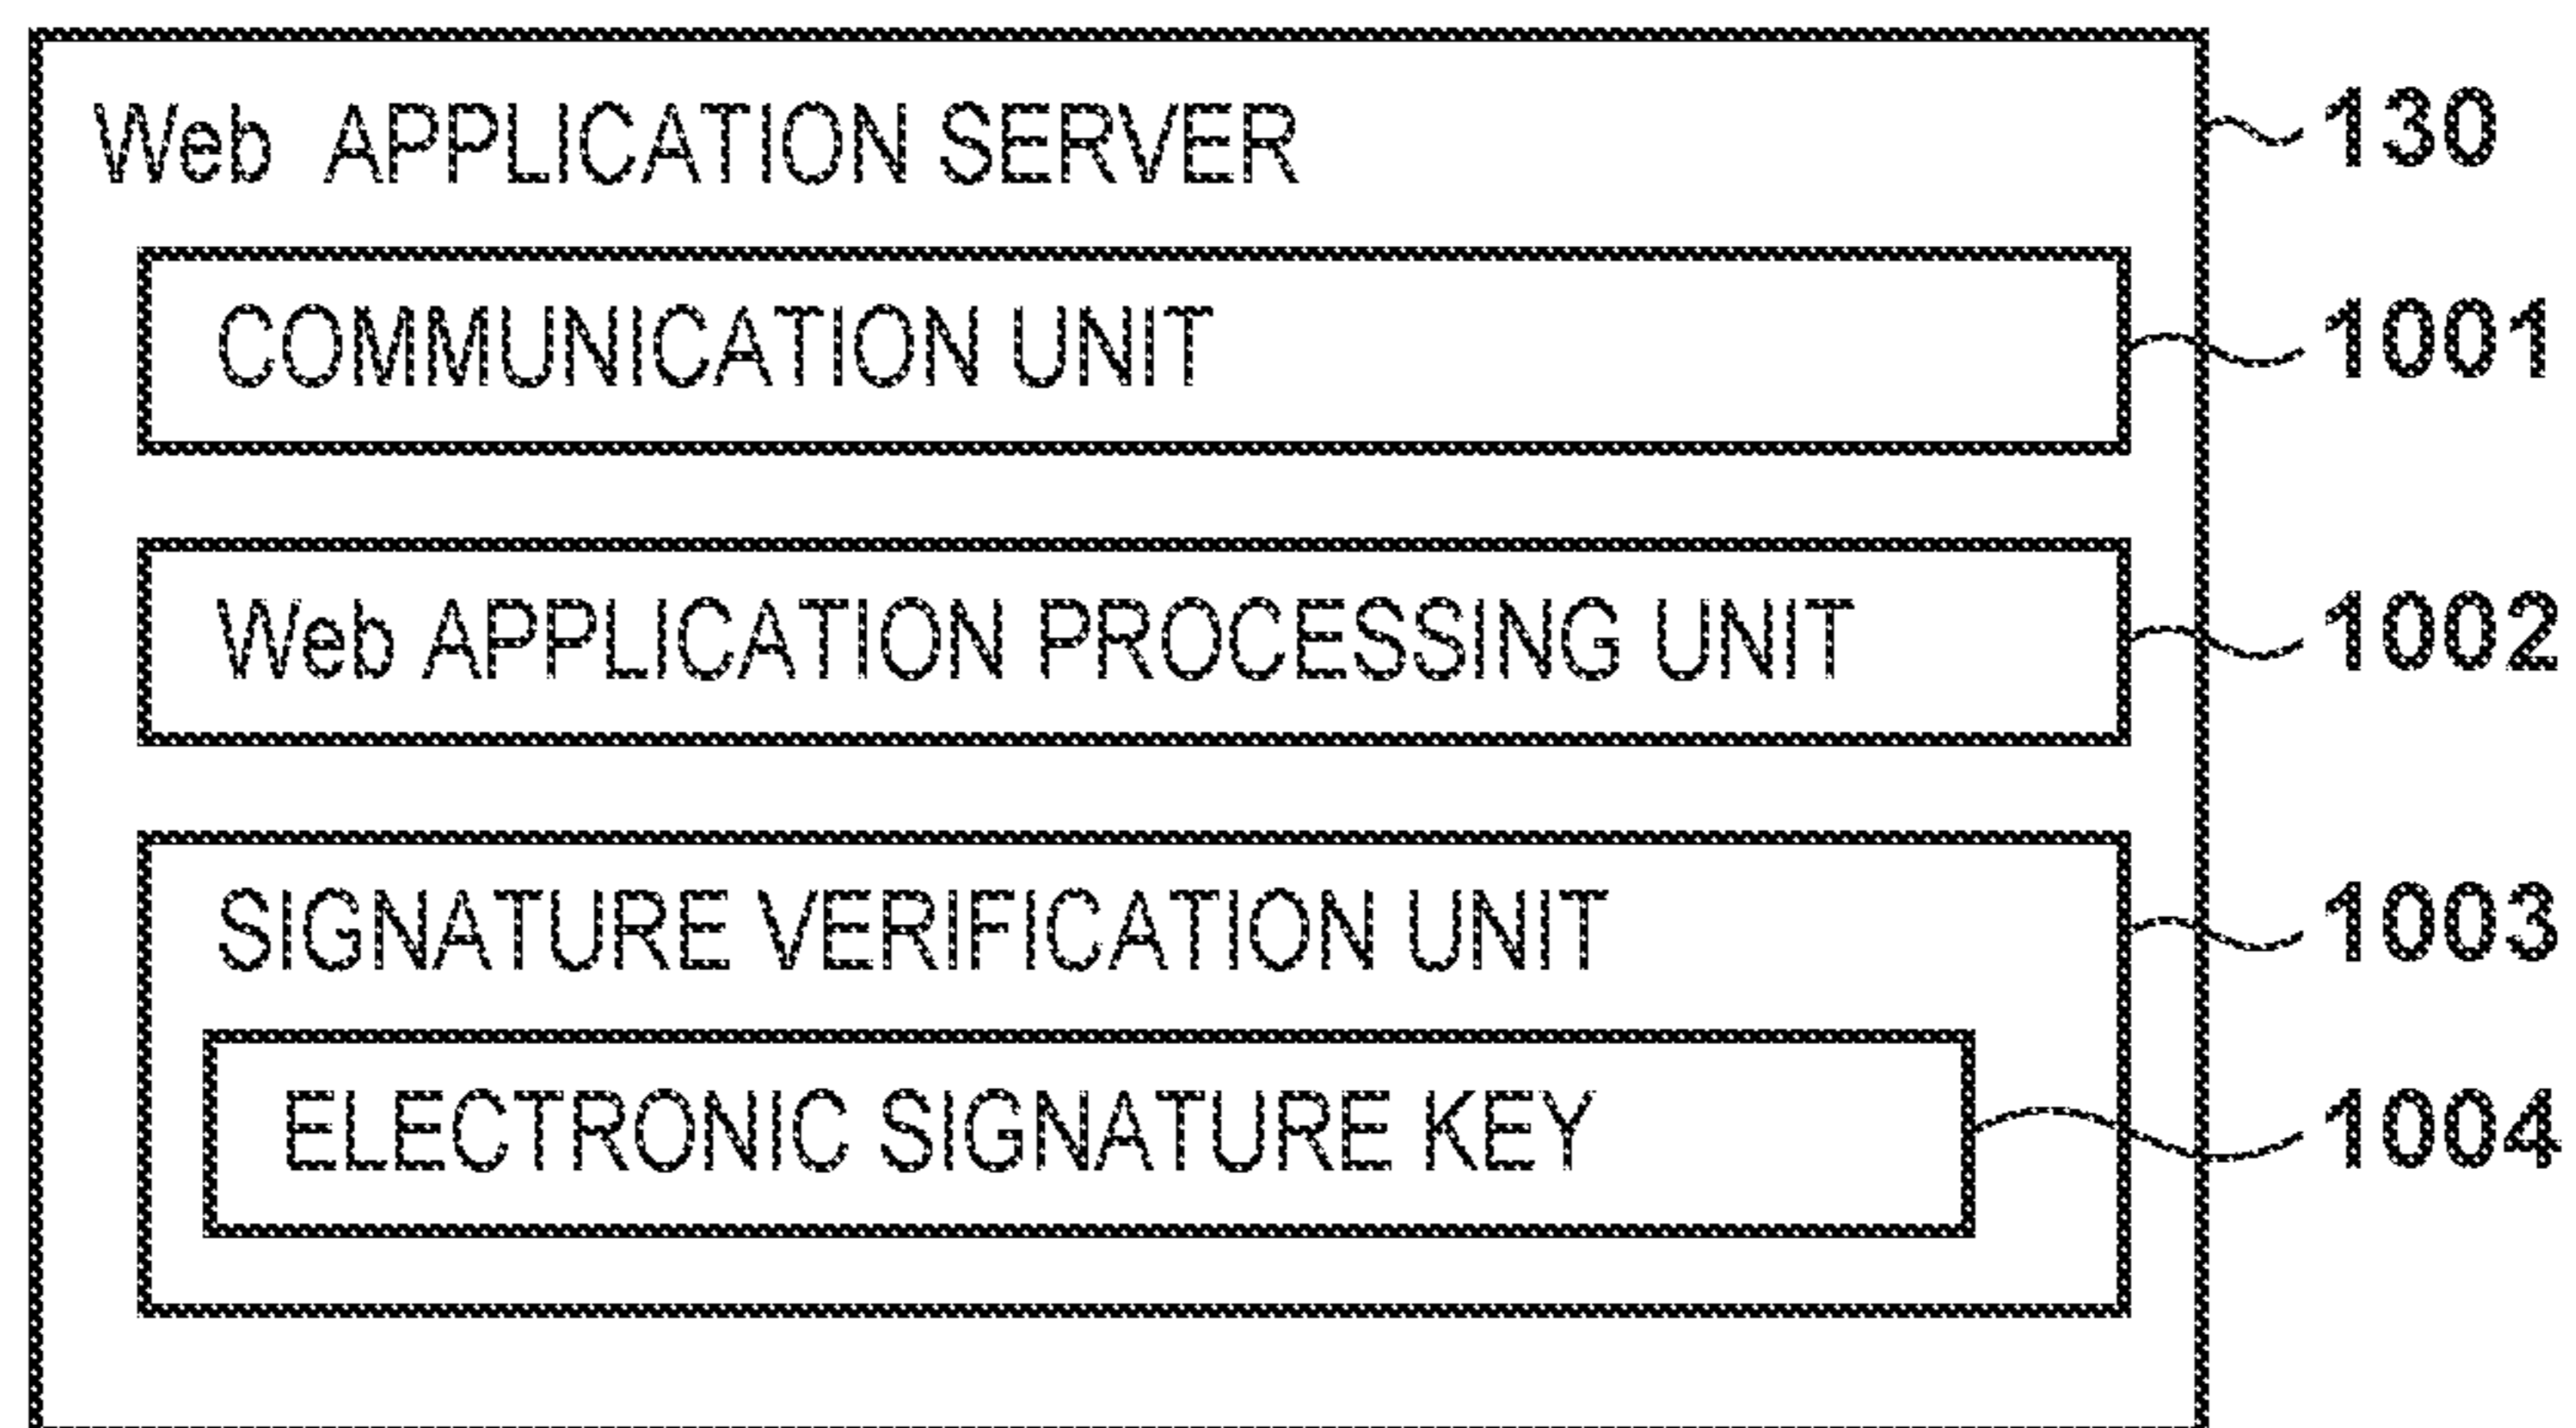 Web APPLICATION SERVER 130
COMMUNICATION UNIT 1001
Web APPLICATION PROCESSING UNIT 1002
SIGNATURE VERIFICATION UNIT 1003
ELECTRONIC SIGNATURE KEY 1004